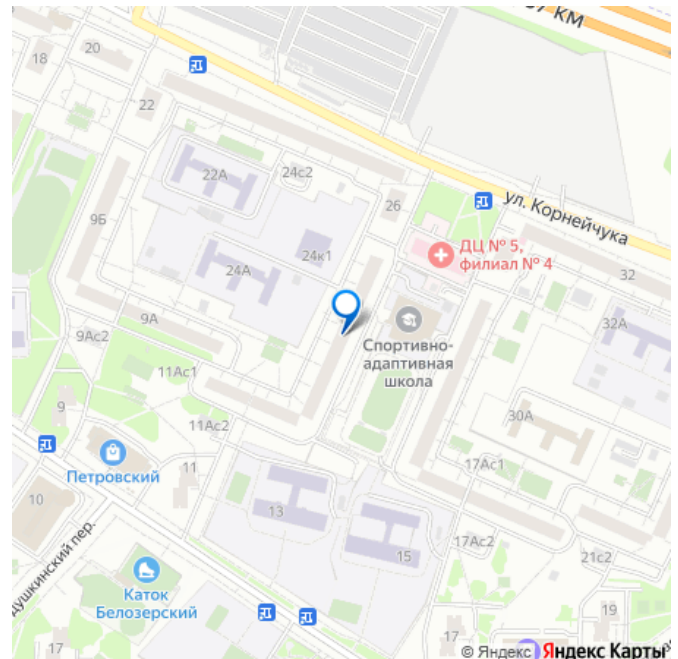 КМ
20
18
22
22А
24с2
26
ул. Корнейчука
9Б
24к1
ДЦ № 5,
филиал № 4
32
24А
9А
9Ас2
32А
Спортивно-
адаптивная
школа
11Ас1
9
11Ас2
30А
Петровский
11
17Ас1
10
13
15
17Ас2
21с2
душкинский пер.
Каток
Белозерский
19
17
17
© Яндекс
Яндекс Карты